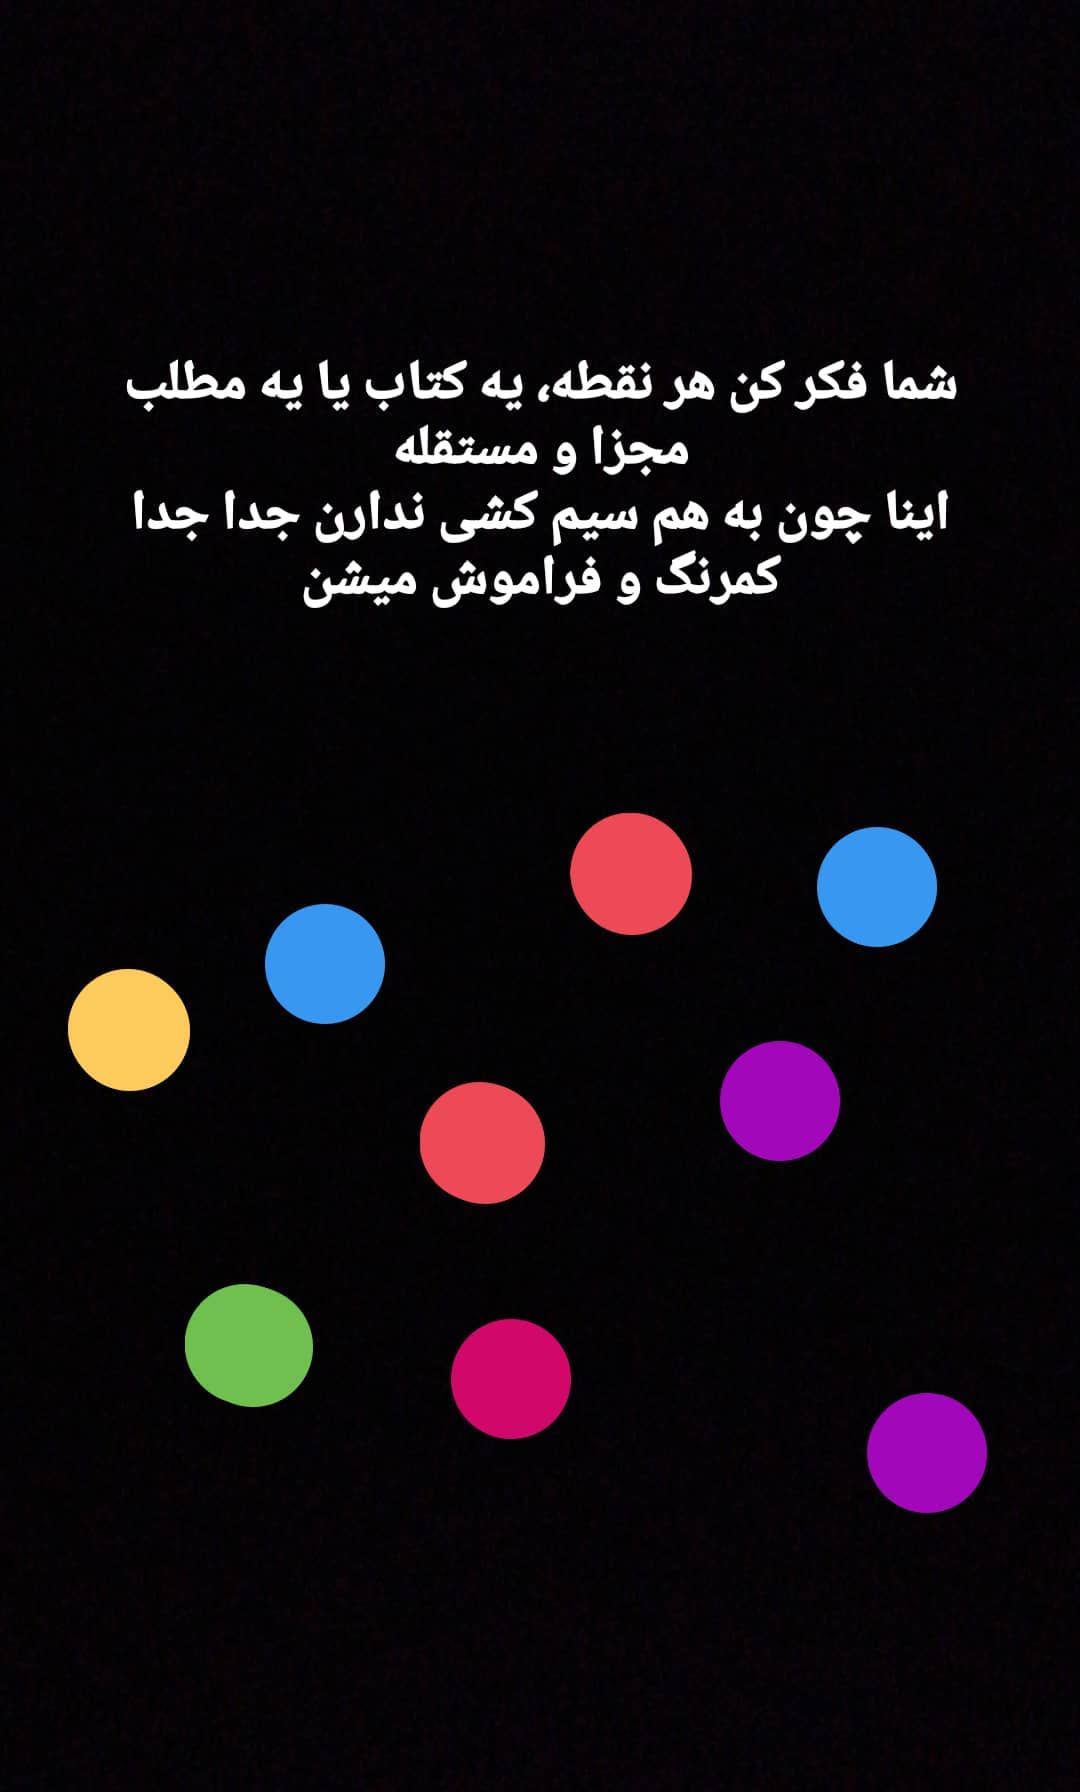 شما فکر کن هر نقطه، یه کتاب یا یه مطلب
مجزا و مستقله
اینا چون به هم سیم کشی ندارن جدا جدا
کمرنگ و فراموش میشن